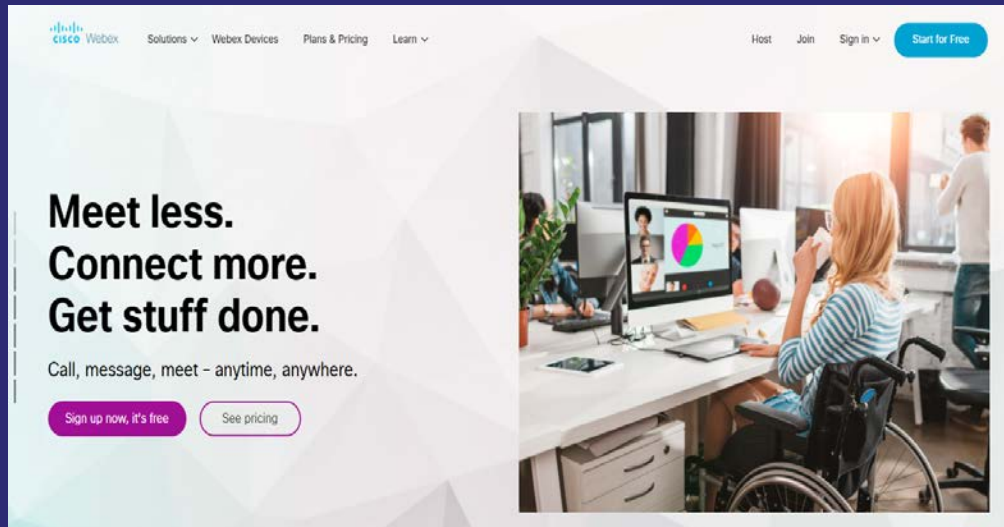 CISCO Webex Solutions Webex Devices Plans & Pricing Learn Host Join Sign in Start for Free
Meet less.
Connect more.
Get stuff done.
Call, message, meet – anytime, anywhere.
Sign up now, it's free See pricing